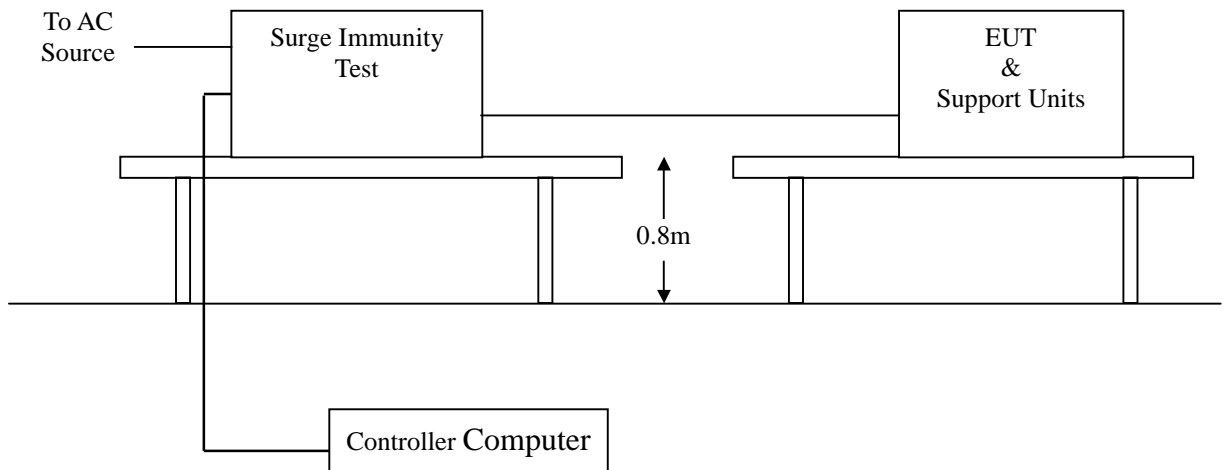 To AC
Source
Surge Immunity
Test
EUT
&
Support Units
0.8m
Controller Computer